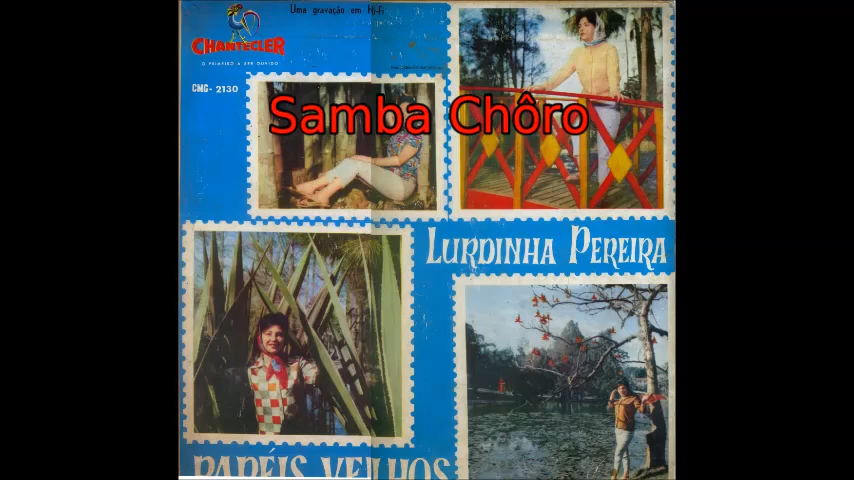 Uma gravação em Hi-Fi
CHANTECLER
O PRIMEIRO A SER OUVIDO
CMG - 2130
Samba Chôro
LURDINHA PEREIRA
PAPÉIS VELHOS